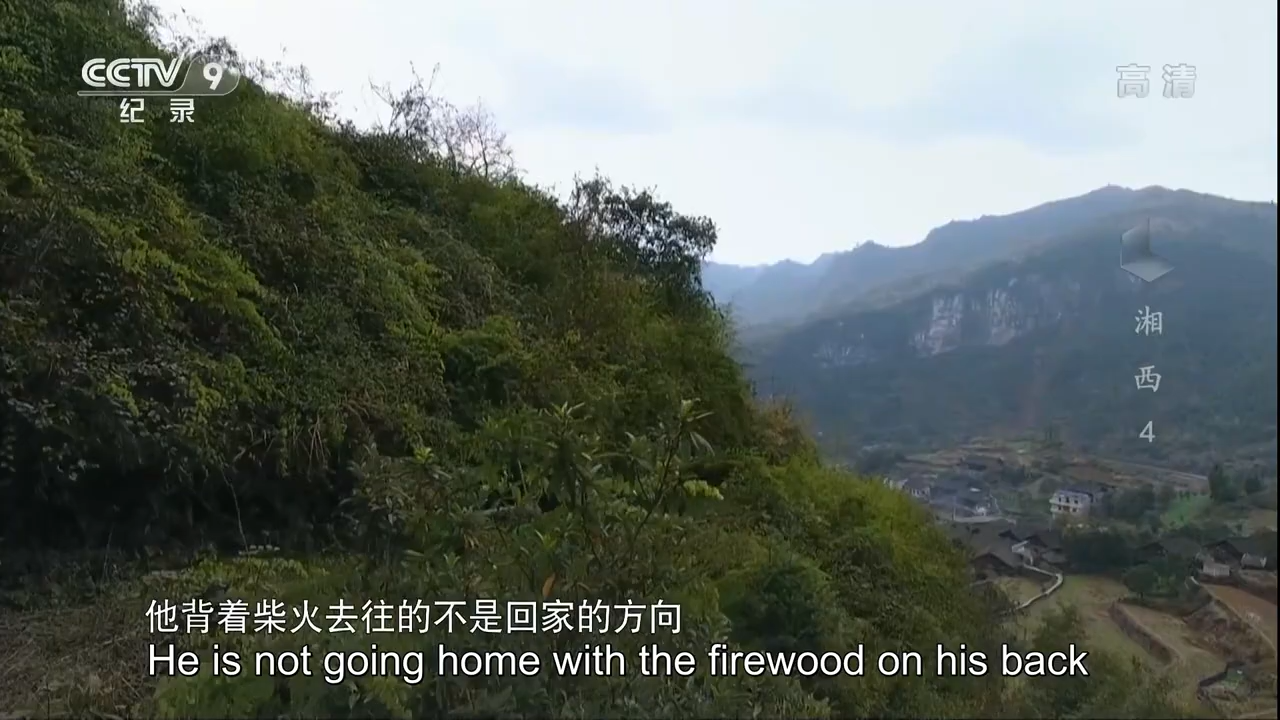 CCTV 9
纪录
高清
湘西
4
他背着柴火去往的不是回家的方向
He is not going home with the firewood on his back